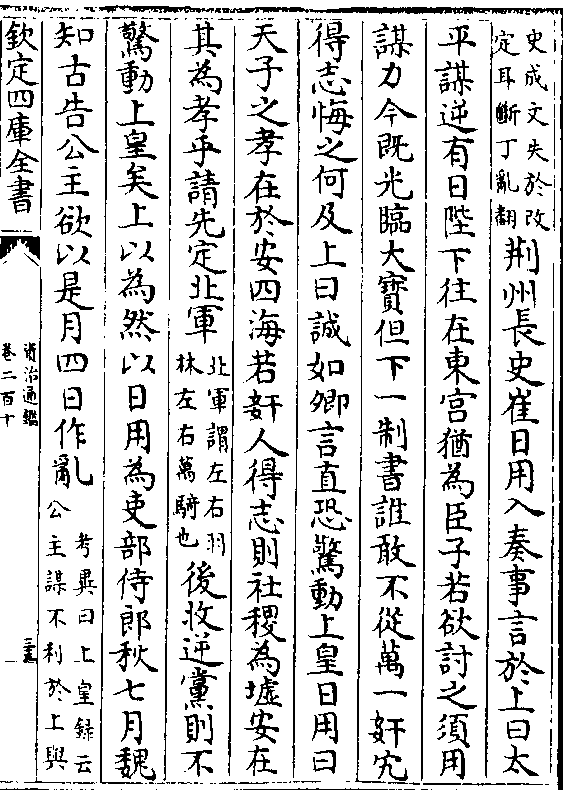 史成文失於改
定耳斷丁亂翻
荆州長史崔日用入奏事言於上曰太
平謀逆有日陛下往在東宫猶為臣子若欲討之須用
謀力今既光臨大寶但下一制書誰敢不從萬一姧宄
得志悔之何及上曰誠如卿言直恐驚動上皇日用曰
天子之孝在於安四海若姧人得志則社稷為墟安在
其為孝乎請先定北軍
北軍謂左右羽
林左右萬騎也
後收逆黨則不
驚動上皇矣上以為然以日用為吏部侍郎秋七月魏
知古告公主欲以是月四日作亂
考異曰上皇録云
公主謀不利於上與
欽定四庫全書
資治通鑑
卷二百十